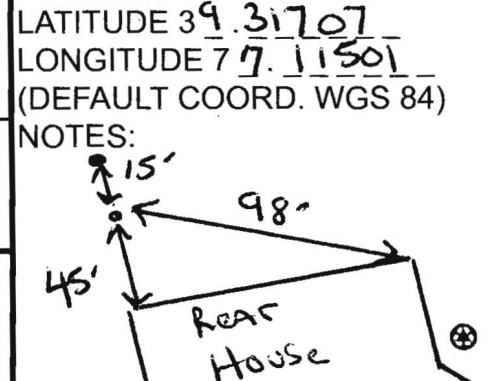 LATITUDE 39.31707
LONGITUDE 77.11501
(DEFAULT COORD. WGS 84)
NOTES:
15'
98'
45'
Rear
House